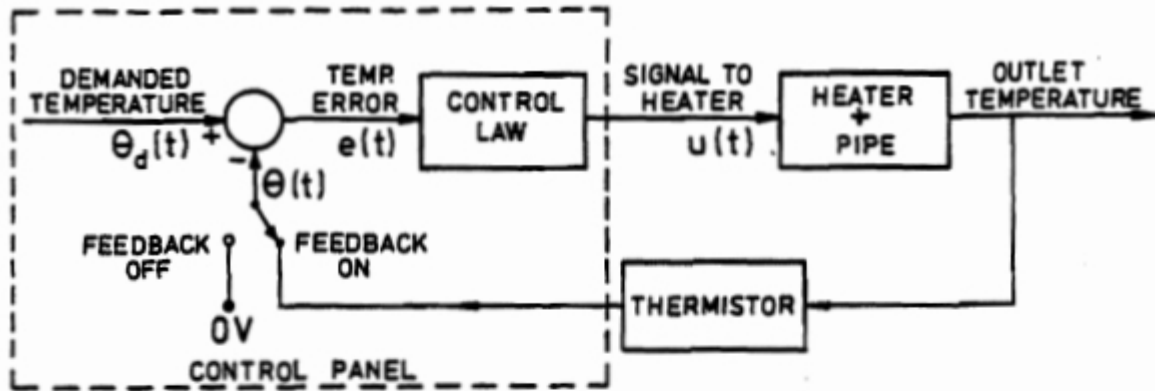 DEMANDED
TEMPERATURE
θd(t)
+
-
TEMP.
ERROR
e(t)
CONTROL
LAW
SIGNAL TO
HEATER
u(t)
HEATER
+
PIPE
OUTLET
TEMPERATURE
θ(t)
FEEDBACK
OFF
FEEDBACK
ON
0V
THERMISTOR
CONTROL PANEL